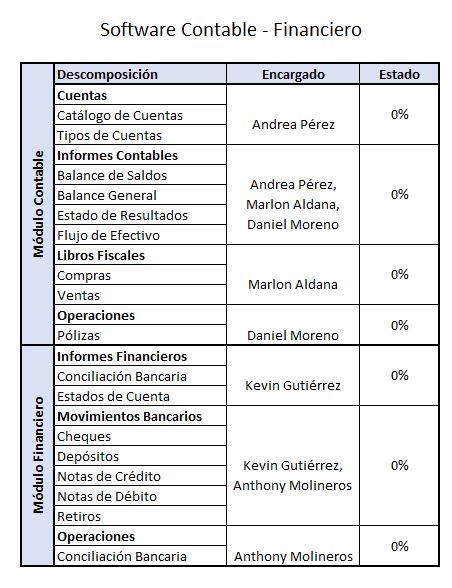 Software Contable - Financiero
Descomposición Encargado Estado
Módulo Contable
Cuentas
Catálogo de Cuentas
Tipos de Cuentas
Andrea Pérez
0%
Informes Contables
Balance de Saldos
Balance General
Estado de Resultados
Flujo de Efectivo
Andrea Pérez,
Marlon Aldana,
Daniel Moreno
0%
Libros Fiscales
Compras
Ventas
Marlon Aldana
0%
Operaciones
Pólizas
Daniel Moreno
0%
Módulo Financiero
Informes Financieros
Conciliación Bancaria
Estados de Cuenta
Kevin Gutiérrez
0%
Movimientos Bancarios
Cheques
Depósitos
Notas de Crédito
Notas de Débito
Retiros
Kevin Gutiérrez,
Anthony Molineros
0%
Operaciones
Conciliación Bancaria
Anthony Molineros
0%